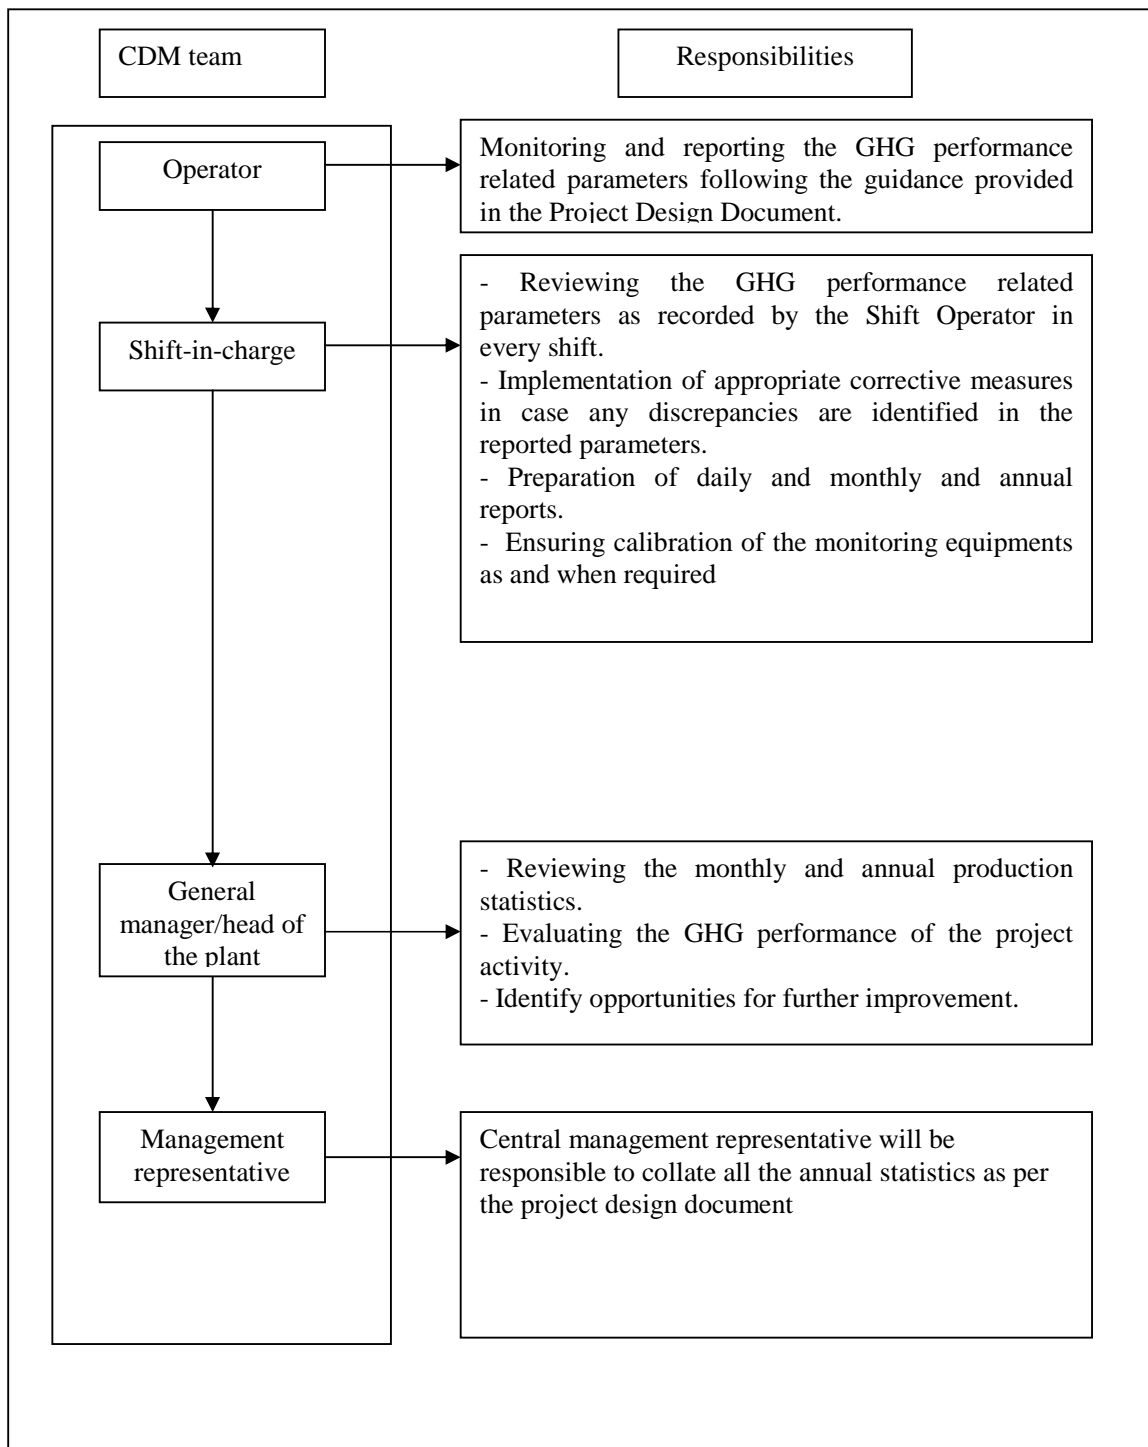 CDM team
Responsibilities
Operator
Monitoring and reporting the GHG performance
related parameters following the guidance provided
in the Project Design Document.
Shift-in-charge
- Reviewing the GHG performance related
parameters as recorded by the Shift Operator in
every shift.
- Implementation of appropriate corrective measures
in case any discrepancies are identified in the
reported parameters.
- Preparation of daily and monthly and annual
reports.
- Ensuring calibration of the monitoring equipments
as and when required
General
manager/head of
the plant
- Reviewing the monthly and annual production
statistics.
- Evaluating the GHG performance of the project
activity.
- Identify opportunities for further improvement.
Management
representative
Central management representative will be
responsible to collate all the annual statistics as per
the project design document